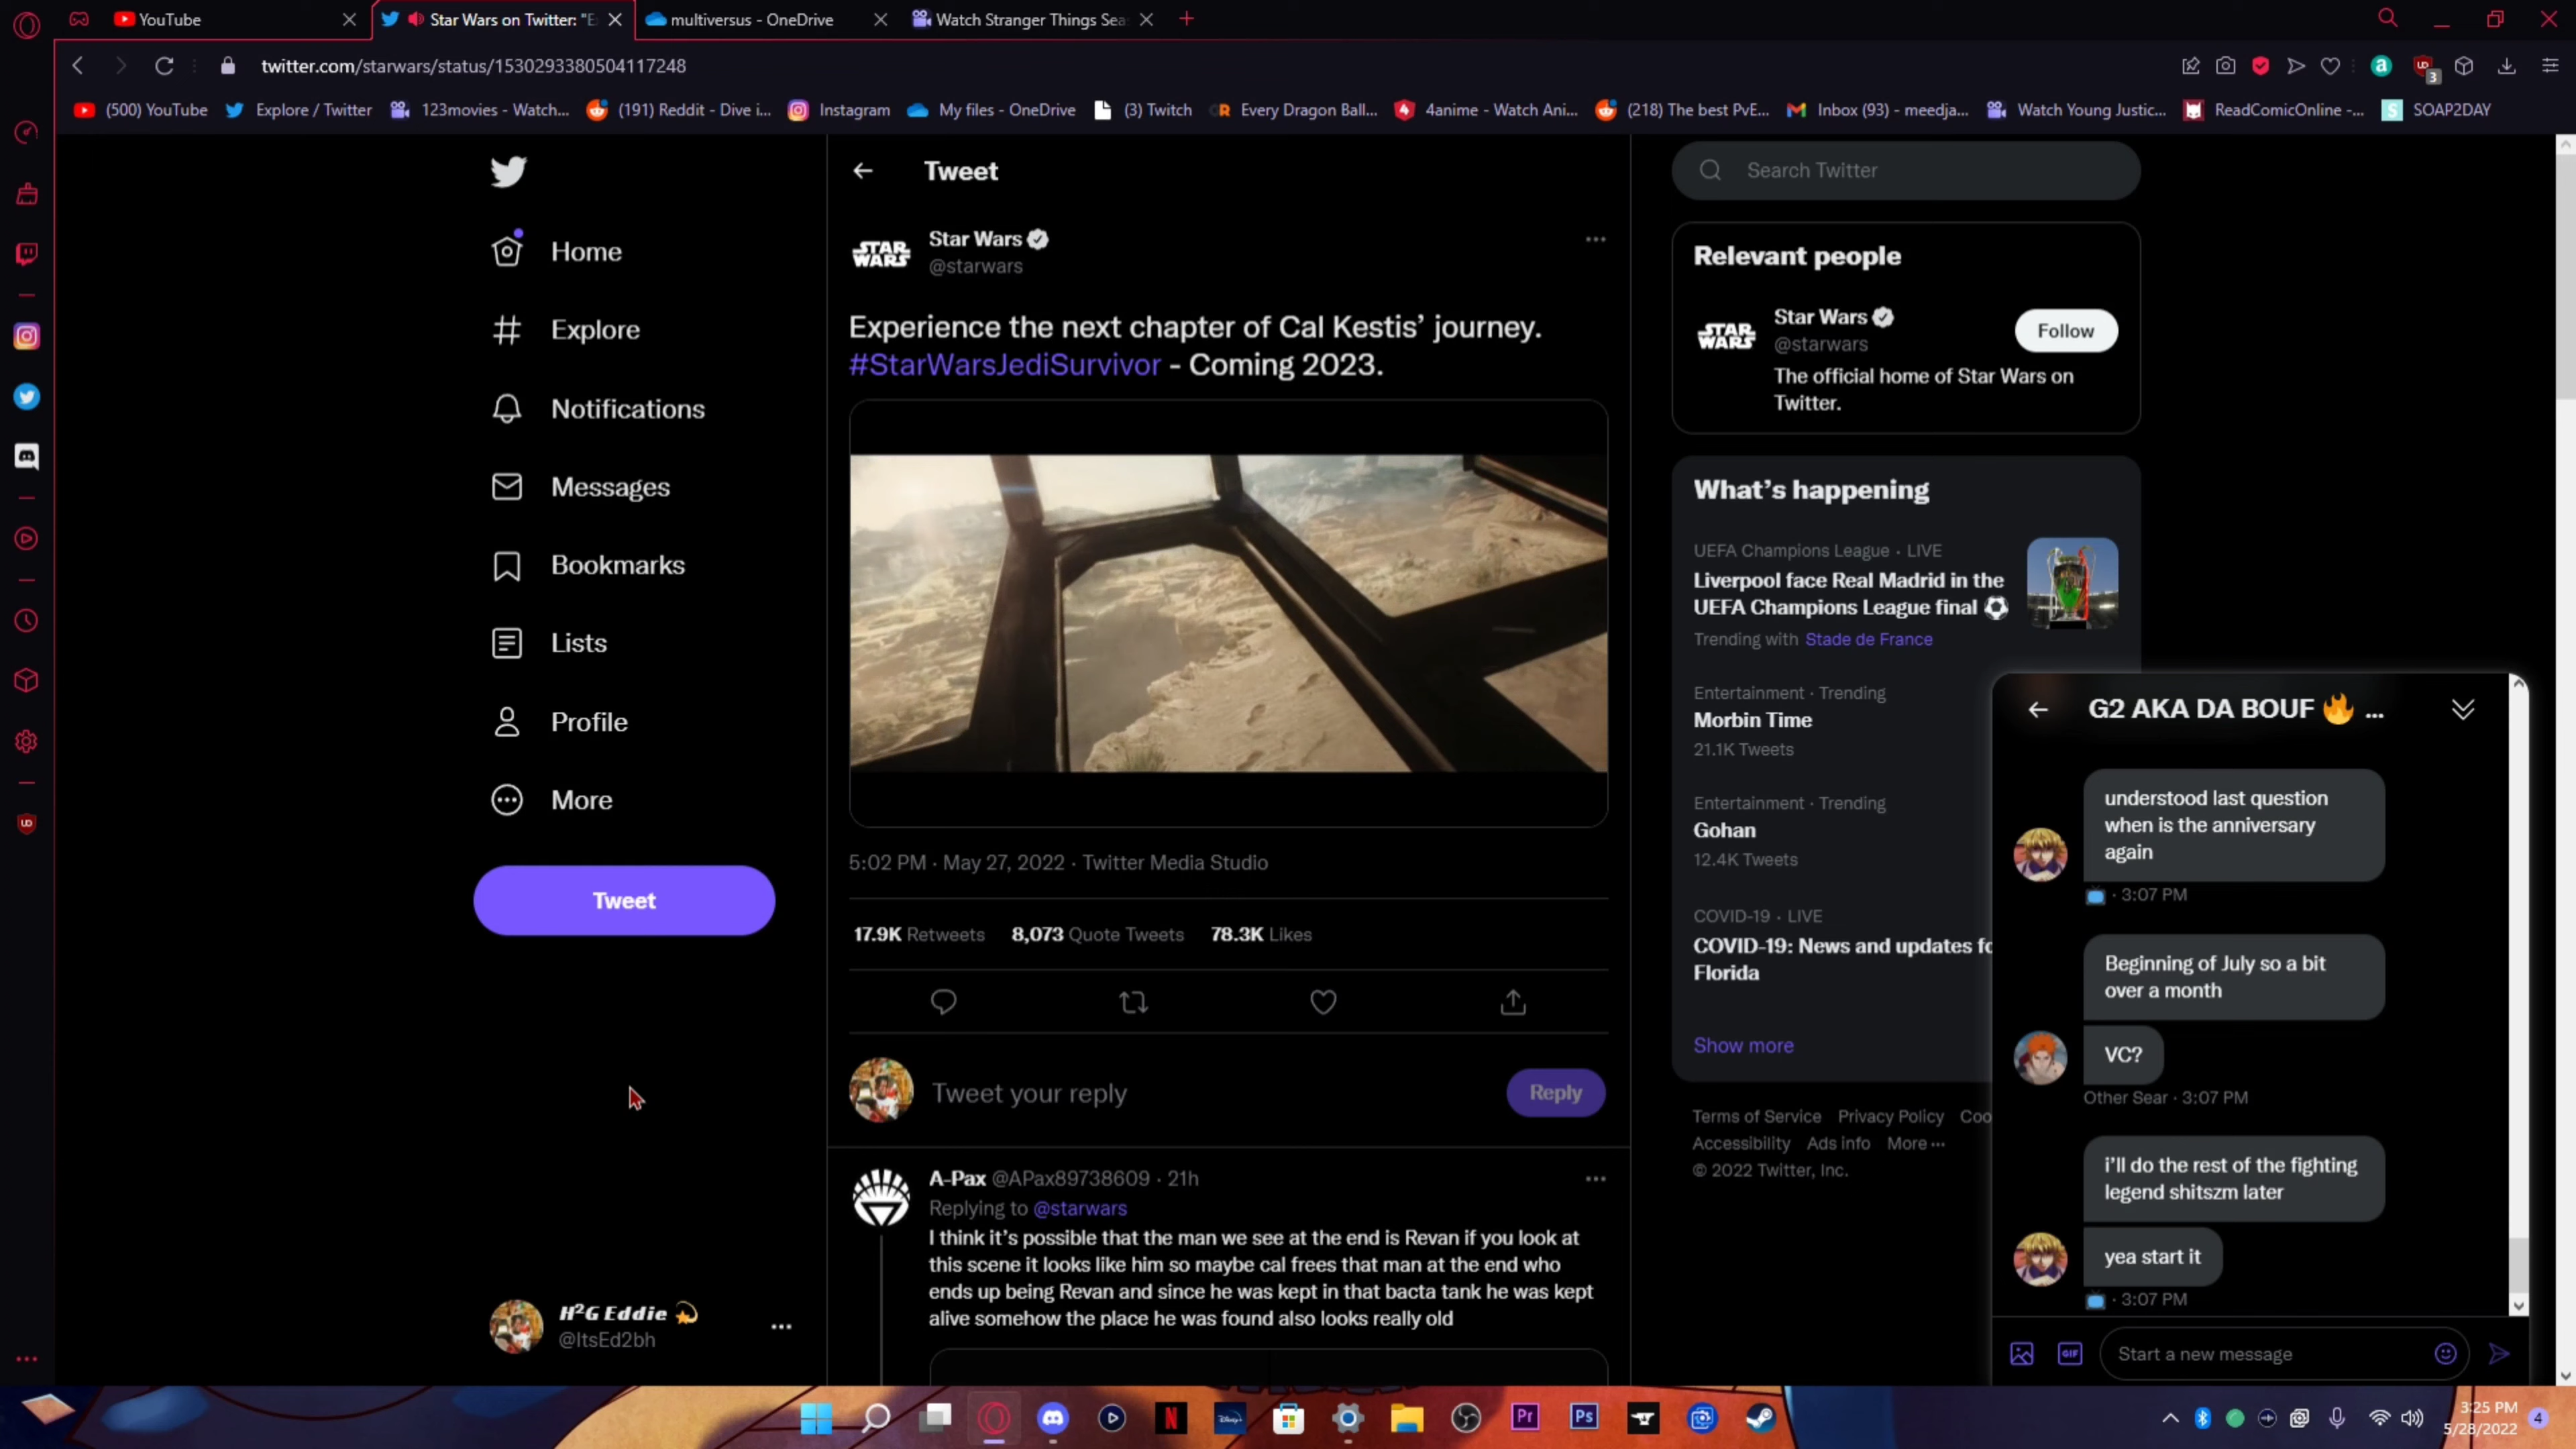 YouTube
Star Wars on Twitter: "E
multiversus - OneDrive
Watch Stranger Things Sea
twitter.com/starwars/status/1530293380504117248
3
(500) YouTube
Explore / Twitter
123movies - Watch...
(191) Reddit - Dive i...
Instagram
My files - OneDrive
(3) Twitch
Every Dragon Ball...
4anime - Watch Ani...
(218) The best PvE...
Inbox (93) - meedja...
Watch Young Justic...
ReadComicOnline -...
SOAP2DAY
Home
Explore
Notifications
Messages
Bookmarks
Lists
Profile
More
Tweet
H²G Eddie
@ItsEd2bh
Tweet
STAR WARS
Star Wars
@starwars
Experience the next chapter of Cal Kestis’ journey.
#StarWarsJediSurvivor - Coming 2023.
5:02 PM · May 27, 2022 · Twitter Media Studio
17.9K Retweets 8,073 Quote Tweets 78.3K Likes
Tweet your reply
Reply
A-Pax @APax89738609 · 21h
Replying to @starwars
I think it’s possible that the man we see at the end is Revan if you look at
this scene it looks like him so maybe cal frees that man at the end who
ends up being Revan and since he was kept in that bacta tank he was kept
alive somehow the place he was found also looks really old
Search Twitter
Relevant people
STAR WARS
Star Wars
@starwars
Follow
The official home of Star Wars on
Twitter.
What’s happening
UEFA Champions League · LIVE
Liverpool face Real Madrid in the
UEFA Champions League final
Trending with Stade de France
Entertainment · Trending
Morbin Time
21.1K Tweets
Entertainment · Trending
Gohan
12.4K Tweets
COVID-19 · LIVE
COVID-19: News and updates fo
Florida
Show more
Terms of Service Privacy Policy Coo
Accessibility Ads info More ...
© 2022 Twitter, Inc.
G2 AKA DA BOUF 🔥 ...
understood last question
when is the anniversary
again
· 3:07 PM
Beginning of July so a bit
over a month
VC?
Other Sear · 3:07 PM
i’ll do the rest of the fighting
legend shitszm later
yea start it
· 3:07 PM
GIF
Start a new message
N
Disney+
Pr
Ps
3:25 PM
5/28/2022
4